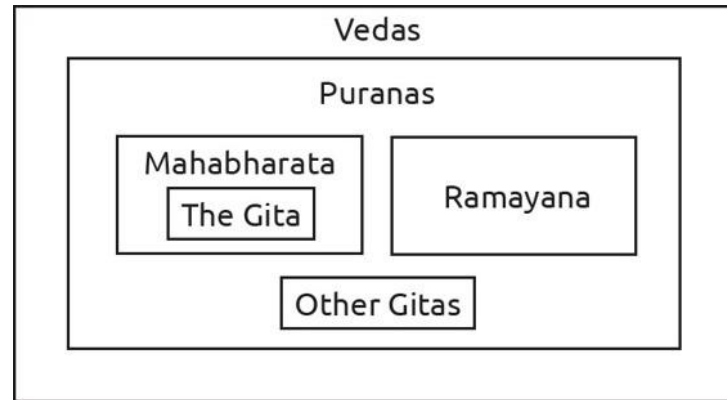 Vedas
Puranas
Mahabharata
The Gita
Ramayana
Other Gitas